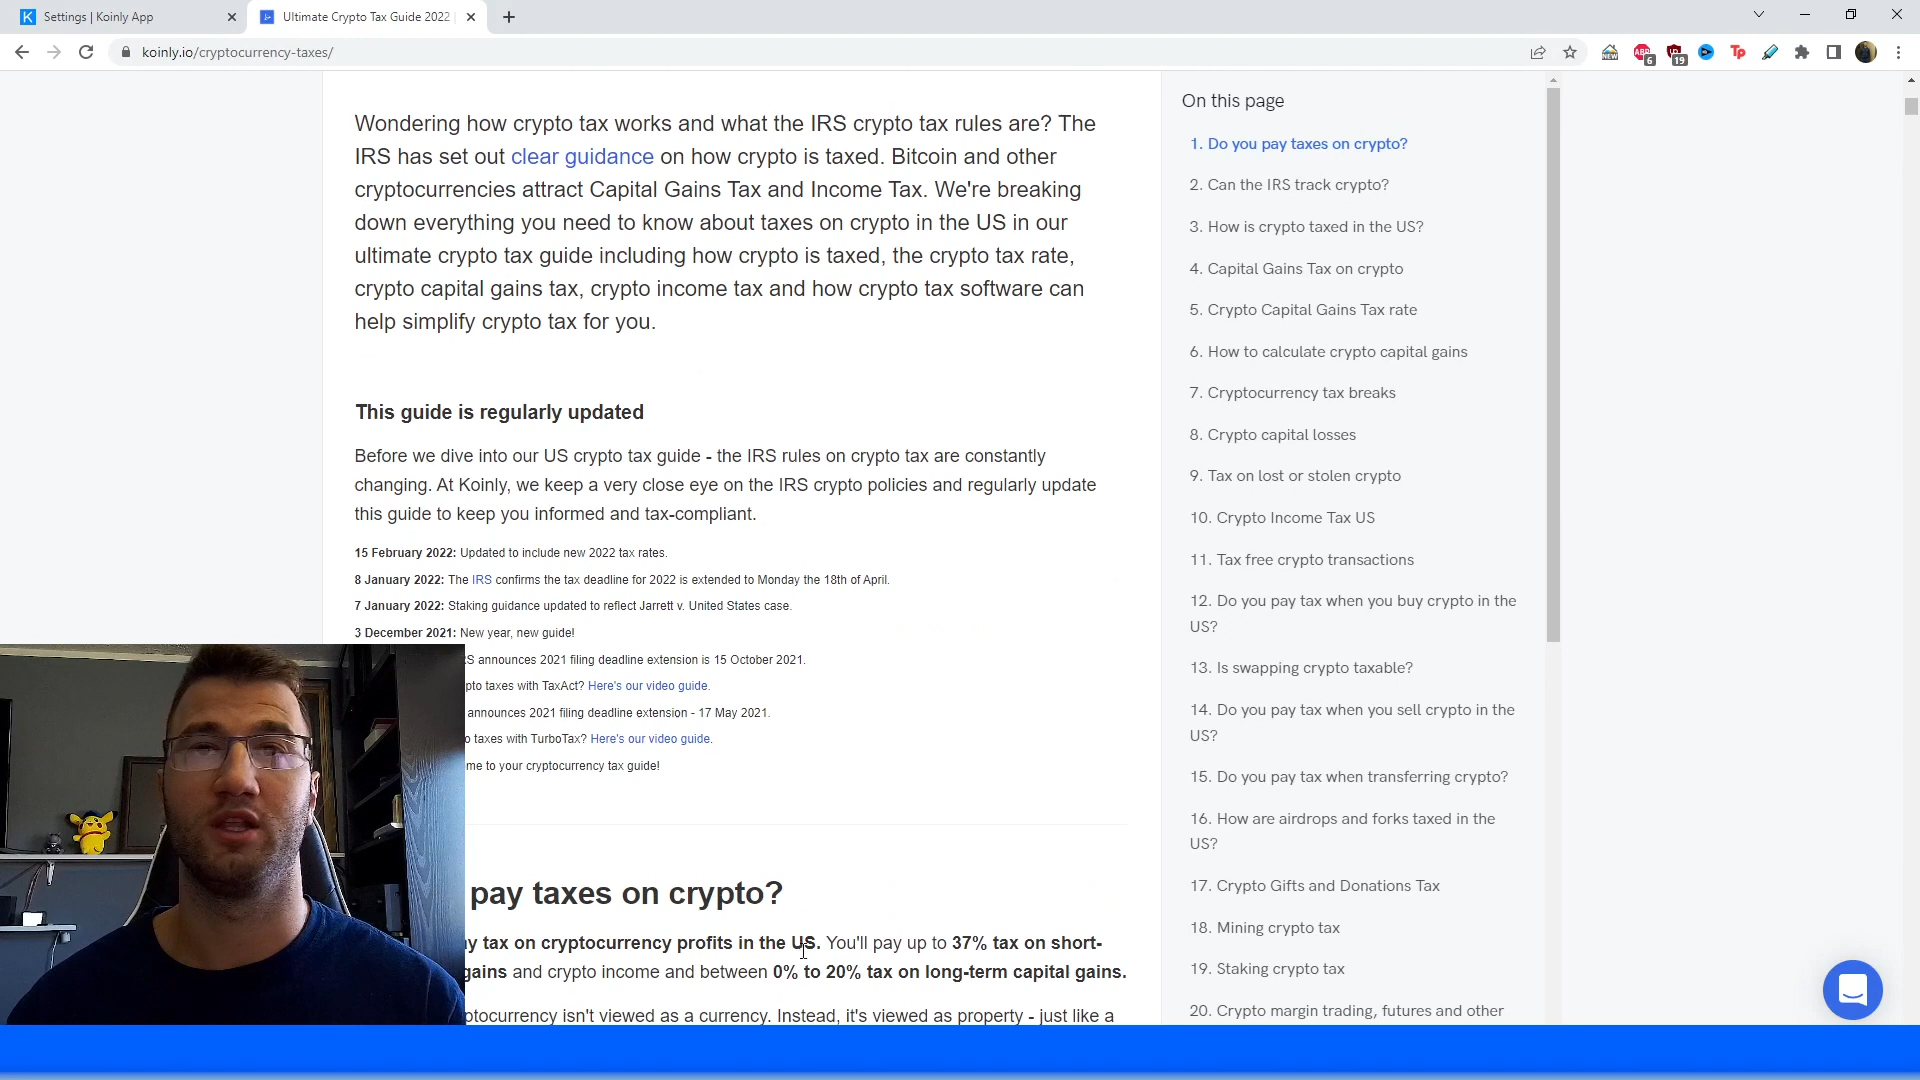 Settings | Koinly App
Ultimate Crypto Tax Guide 2022 |
koinly.io/cryptocurrency-taxes/
NEW
ABP
6
19
Tp
Wondering how crypto tax works and what the IRS crypto tax rules are? The
IRS has set out clear guidance on how crypto is taxed. Bitcoin and other
cryptocurrencies attract Capital Gains Tax and Income Tax. We're breaking
down everything you need to know about taxes on crypto in the US in our
ultimate crypto tax guide including how crypto is taxed, the crypto tax rate,
crypto capital gains tax, crypto income tax and how crypto tax software can
help simplify crypto tax for you.
This guide is regularly updated
Before we dive into our US crypto tax guide - the IRS rules on crypto tax are constantly
changing. At Koinly, we keep a very close eye on the IRS crypto policies and regularly update
this guide to keep you informed and tax-compliant.
15 February 2022: Updated to include new 2022 tax rates.
8 January 2022: The IRS confirms the tax deadline for 2022 is extended to Monday the 18th of April.
7 January 2022: Staking guidance updated to reflect Jarrett v. United States case.
3 December 2021: New year, new guide!
RS announces 2021 filing deadline extension is 15 October 2021.
pto taxes with TaxAct? Here's our video guide.
announces 2021 filing deadline extension - 17 May 2021.
o taxes with TurboTax? Here's our video guide.
me to your cryptocurrency tax guide!
pay taxes on crypto?
y tax on cryptocurrency profits in the US. You'll pay up to 37% tax on short-
gains and crypto income and between 0% to 20% tax on long-term capital gains.
ptocurrency isn't viewed as a currency. Instead, it's viewed as property - just like a
On this page
1. Do you pay taxes on crypto?
2. Can the IRS track crypto?
3. How is crypto taxed in the US?
4. Capital Gains Tax on crypto
5. Crypto Capital Gains Tax rate
6. How to calculate crypto capital gains
7. Cryptocurrency tax breaks
8. Crypto capital losses
9. Tax on lost or stolen crypto
10. Crypto Income Tax US
11. Tax free crypto transactions
12. Do you pay tax when you buy crypto in the
US?
13. Is swapping crypto taxable?
14. Do you pay tax when you sell crypto in the
US?
15. Do you pay tax when transferring crypto?
16. How are airdrops and forks taxed in the
US?
17. Crypto Gifts and Donations Tax
18. Mining crypto tax
19. Staking crypto tax
20. Crypto margin trading, futures and other